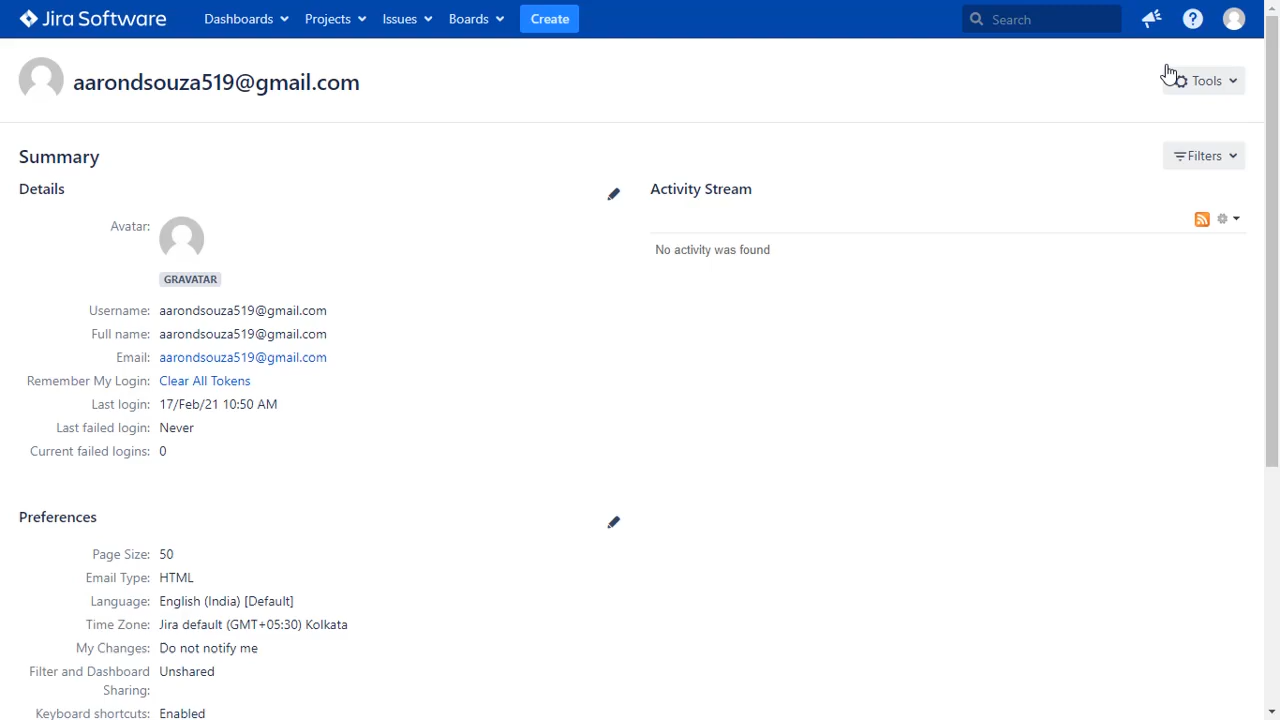 Jira Software Dashboards Projects Issues Boards Create Search
aarondsouza519@gmail.com
Tools
Summary
Filters
Details
Activity Stream
Avatar:
No activity was found
GRAVATAR
Username: aarondsouza519@gmail.com
Full name: aarondsouza519@gmail.com
Email: aarondsouza519@gmail.com
Remember My Login: Clear All Tokens
Last login: 17/Feb/21 10:50 AM
Last failed login: Never
Current failed logins: 0
Preferences
Page Size: 50
Email Type: HTML
Language: English (India) [Default]
Time Zone: Jira default (GMT+05:30) Kolkata
My Changes: Do not notify me
Filter and Dashboard Unshared
Sharing:
Keyboard shortcuts: Enabled